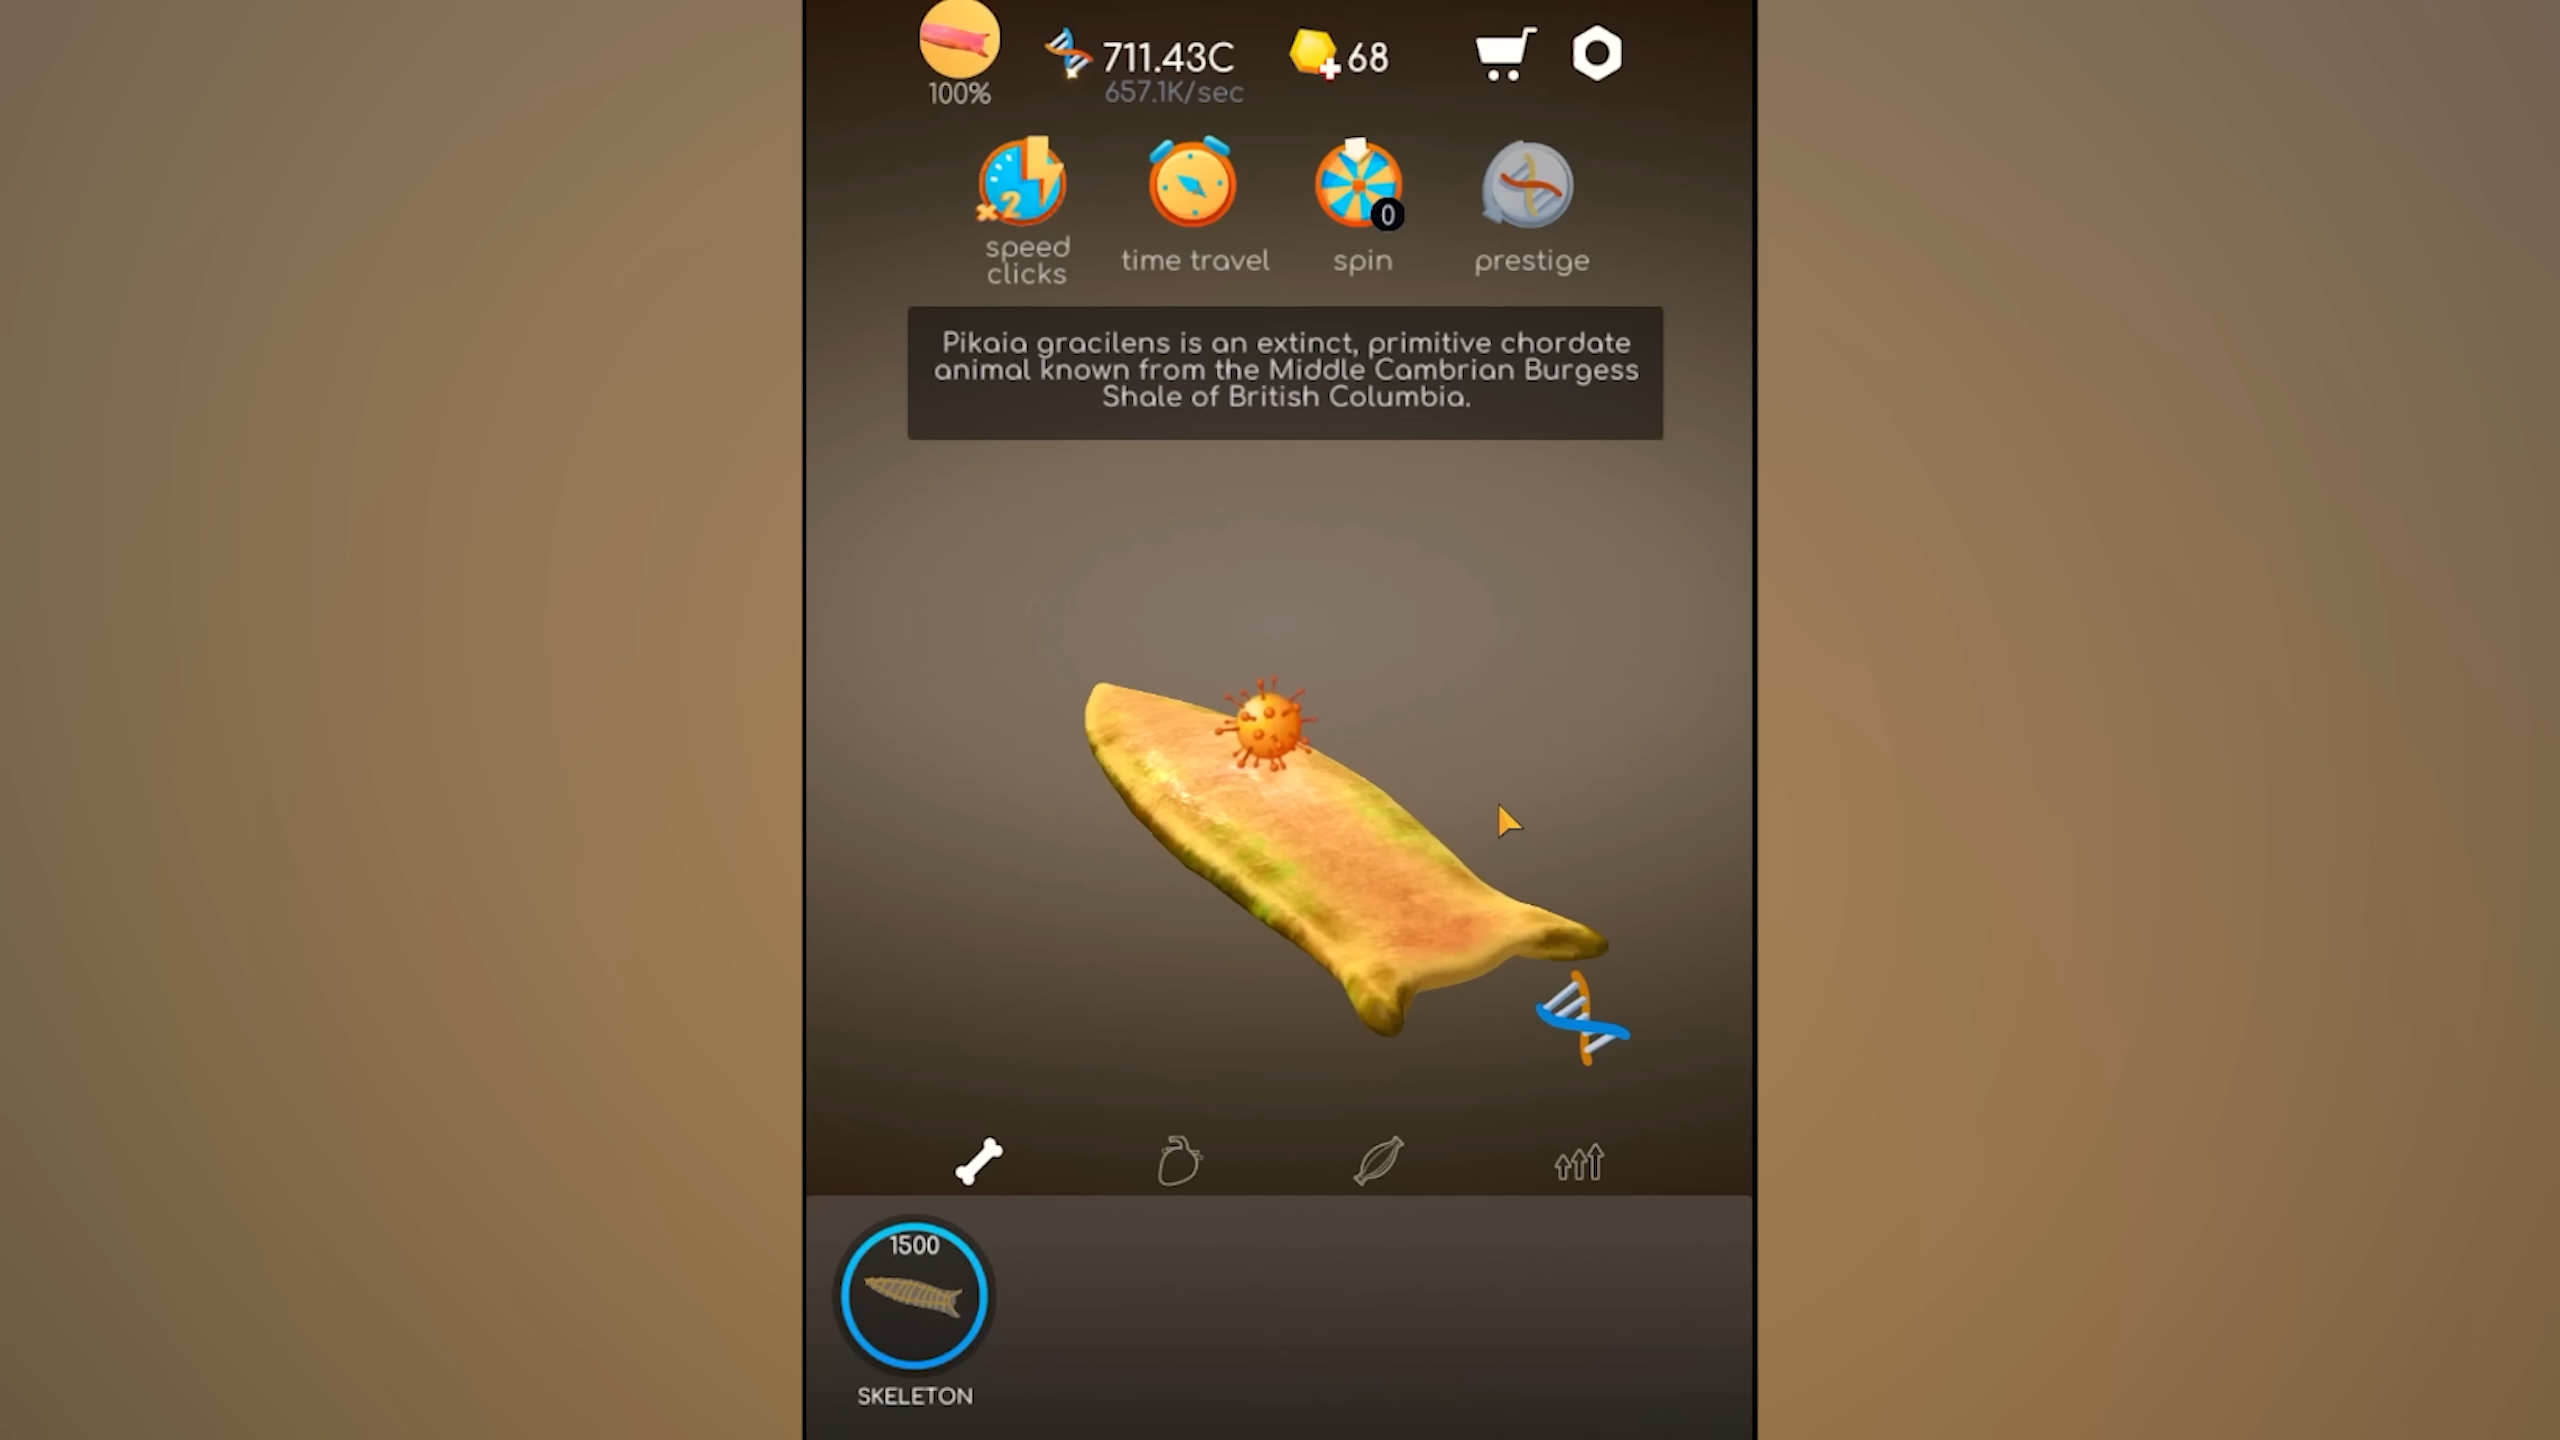 100%
711.43C
657.1K/sec
68
x2
0
speed
clicks
time travel
spin
prestige
Pikaia gracilens is an extinct, primitive chordate
animal known from the Middle Cambrian Burgess
Shale of British Columbia.
1500
SKELETON